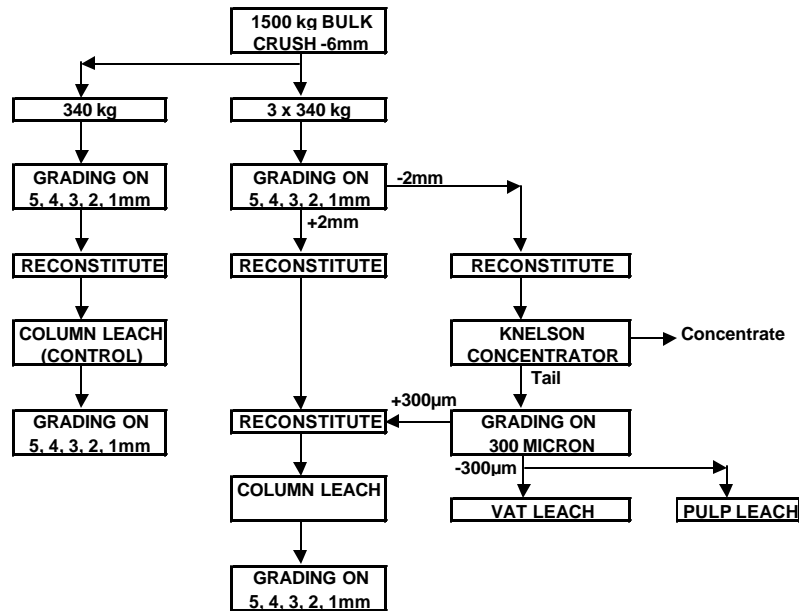 1500 kg BULK
CRUSH -6mm
340 kg
3 x 340 kg
GRADING ON
5, 4, 3, 2, 1mm
GRADING ON
5, 4, 3, 2, 1mm
-2mm
+2mm
RECONSTITUTE
RECONSTITUTE
RECONSTITUTE
COLUMN LEACH
(CONTROL)
KNELSON
CONCENTRATOR
Concentrate
Tail
GRADING ON
5, 4, 3, 2, 1mm
RECONSTITUTE
+300µm
GRADING ON
300 MICRON
-300µm
COLUMN LEACH
VAT LEACH
PULP LEACH
GRADING ON
5, 4, 3, 2, 1mm